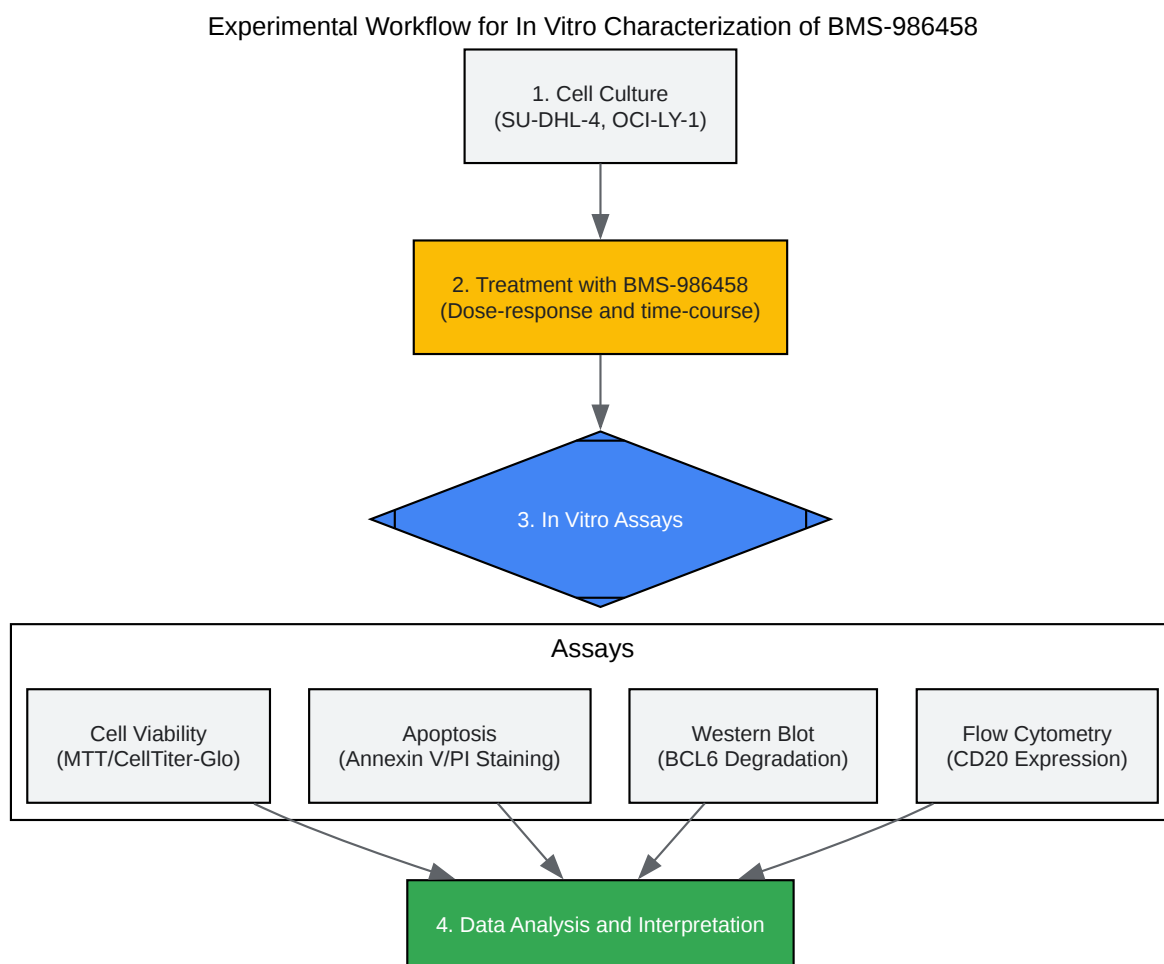 Experimental Workflow for In Vitro Characterization of BMS-986458
1. Cell Culture
(SU-DHL-4, OCI-LY-1)
2. Treatment with BMS-986458
(Dose-response and time-course)
3. In Vitro Assays
Assays
Cell Viability
(MTT/CellTiter-Glo)
Apoptosis
(Annexin V/PI Staining)
Western Blot
(BCL6 Degradation)
Flow Cytometry
(CD20 Expression)
4. Data Analysis and Interpretation